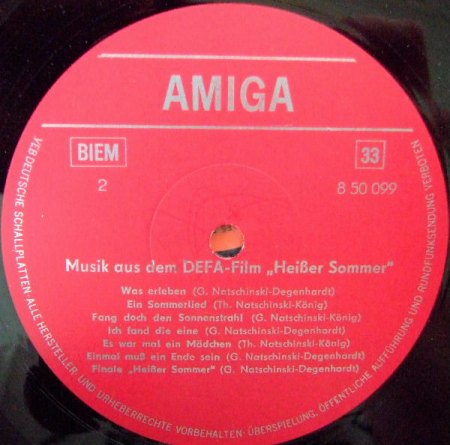 AMIGA
BIEM
33
2
8 50 099
Musik aus dem DEFA-Film „Heißer Sommer"
Was erleben (G. Natschinski-Degenhardt)
Ein Sommerlied (Th. Natschinski-König)
Fang doch den Sonnenstrahl (G. Natschinski-König)
Ich fand die eine (G. Natschinski-Degenhardt)
Es war mal ein Mädchen (Th. Natschinski-König)
Einmal muß ein Ende sein (G. Natschinski-Degenhardt)
Finale „Heißer Sommer" (G. Natschinski-Degenhardt)
VEB DEUTSCHE SCHALLPLATTEN · ALLE HERSTELLER- UND URHEBERRECHTE VORBEHALTEN · ÜBERSPIELUNG, ÖFFENTLICHE AUFFÜHRUNG UND RUNDFUNKSENDUNG VERBOTEN